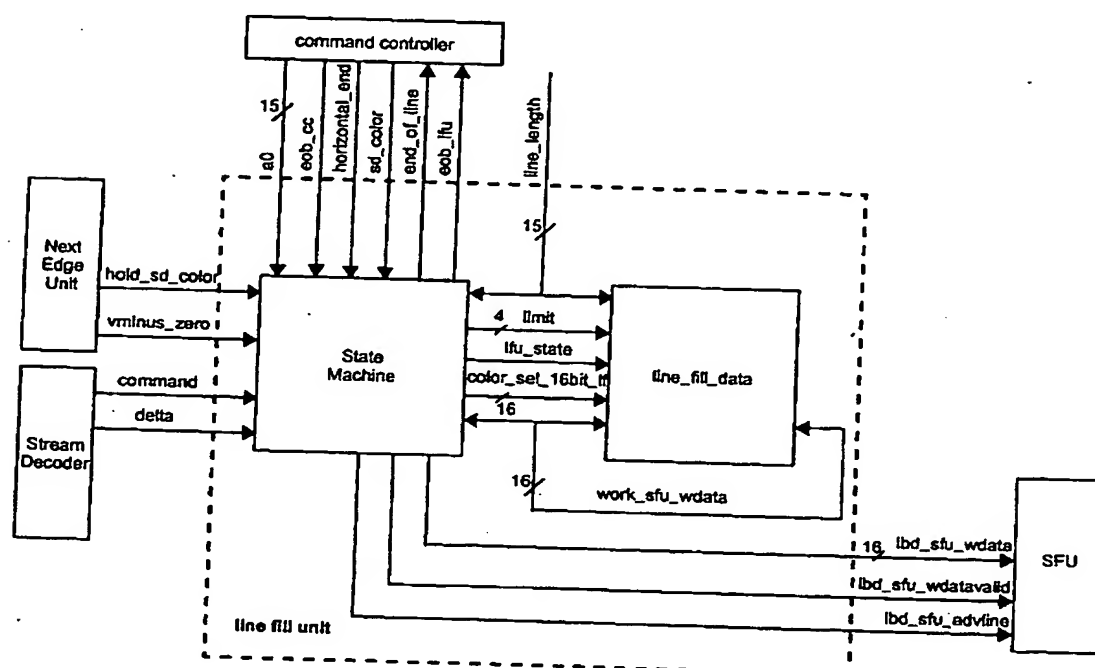 command controller
15
a0
eob_cc
horizontal_end
sd_color
end_of_line
eob_lfu
line_length
15
Next
Edge
Unit
hold_sd_color
vminus_zero
command
delta
Stream
Decoder
State
Machine
4 limit
lfu_state
color_set_16bit_lf
16
line_fill_data
16
work_sfu_wdata
16 lbd_sfu_wdata
lbd_sfu_wdatavalid
lbd_sfu_advline
SFU
line fill unit